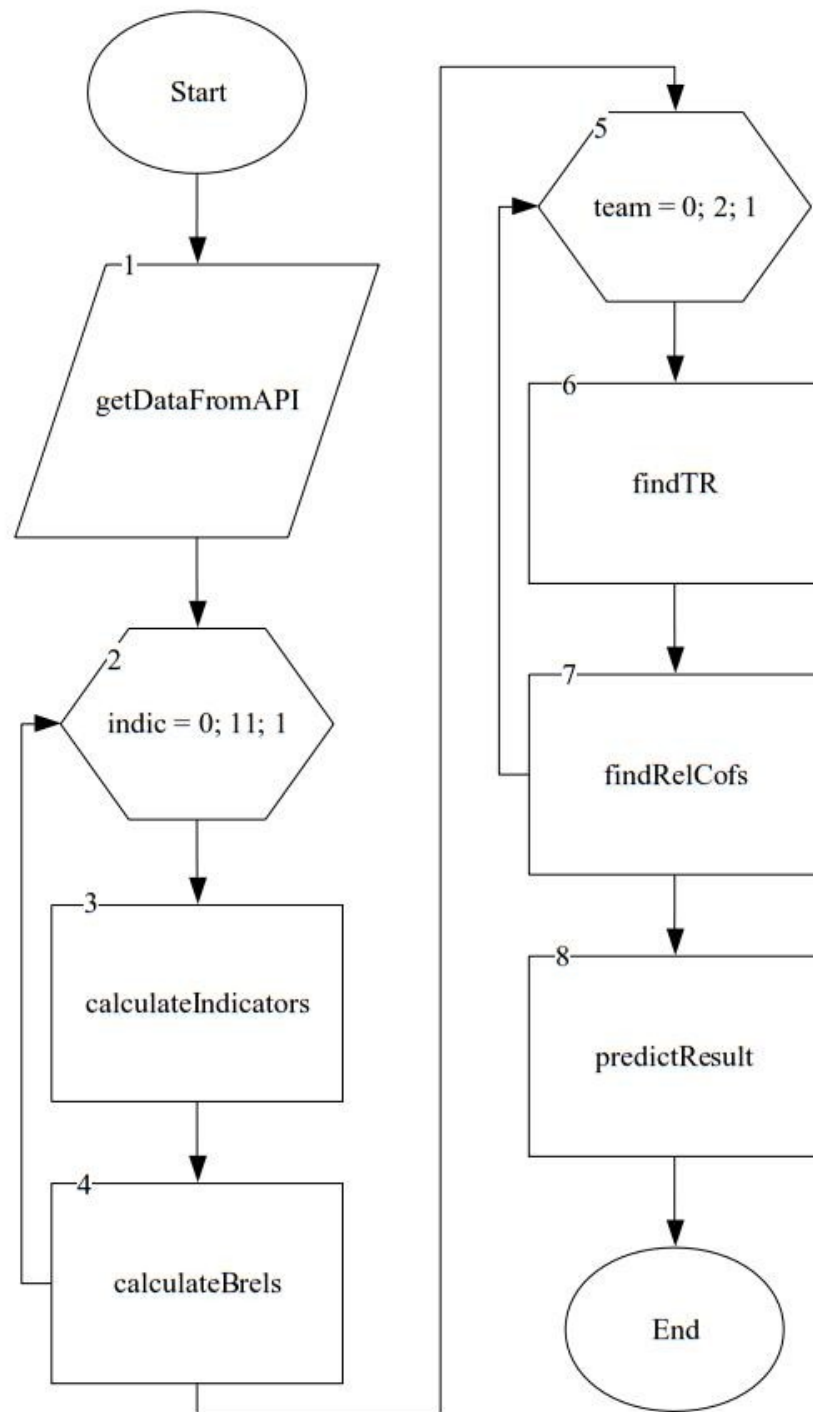 Start
1
getDataFromAPI
2
indic = 0; 11; 1
3
calculateIndicators
4
calculateBrels
5
team = 0; 2; 1
6
findTR
7
findRelCofs
8
predictResult
End